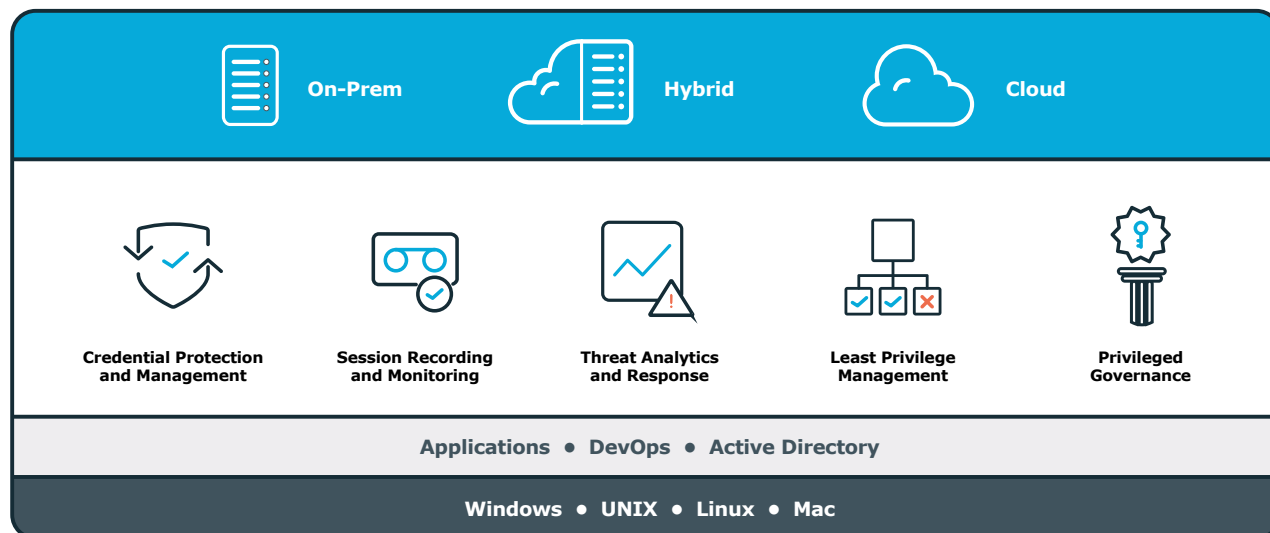 On-Prem
Hybrid
Cloud
Credential Protection
and Management
Session Recording
and Monitoring
Threat Analytics
and Response
Least Privilege
Management
Privileged
Governance
Applications ● DevOps ● Active Directory
Windows ● UNIX ● Linux ● Mac